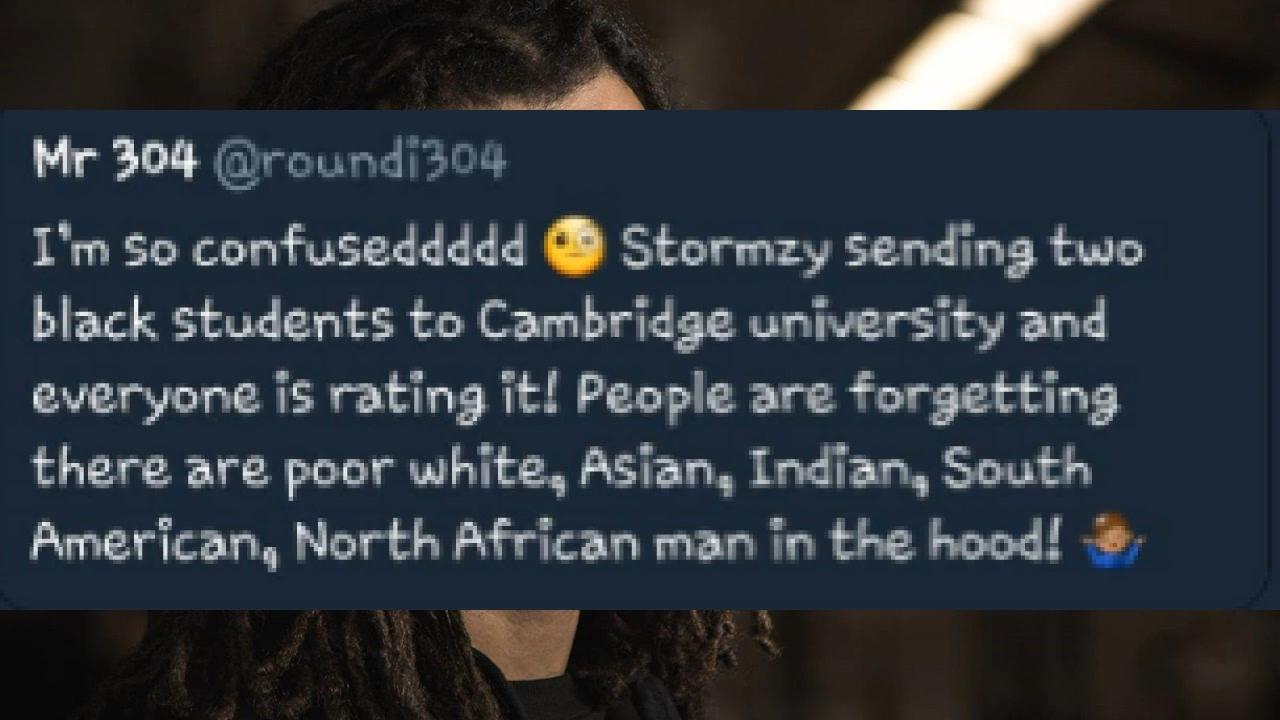 Mr 304 @roundi304
I'm so confuseddddd 🧐 Stormzy sending two
black students to Cambridge university and
everyone is rating it! People are forgetting
there are poor white, Asian, Indian, South
American, North African man in the hood! 🤷🏽‍♂️